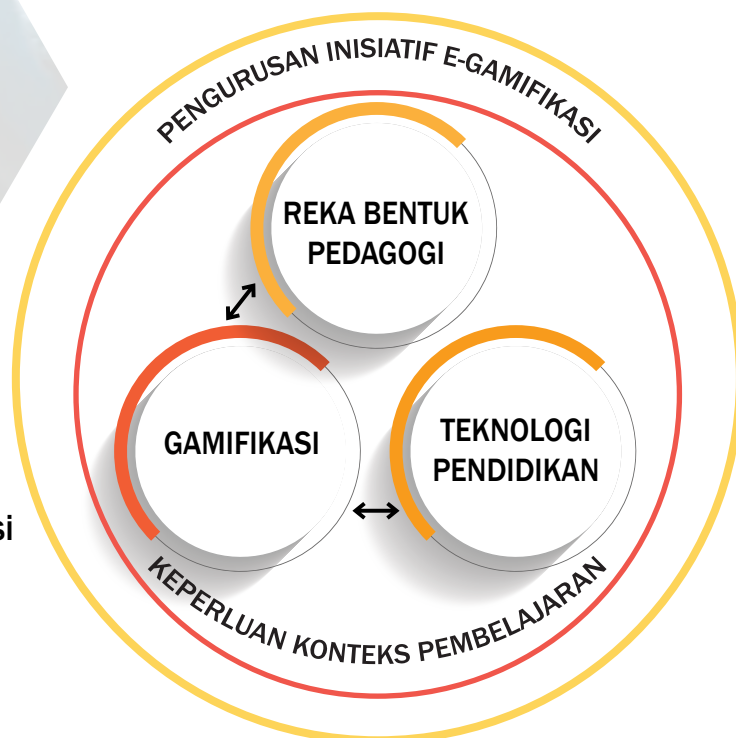 PENGURUSAN INISIATIF E-GAMIFIKASI
REKA BENTUK
PEDAGOGI
GAMIFIKASI
TEKNOLOGI
PENDIDIKAN
si
KEPERLUAN KONTEKS PEMBELAJARAN